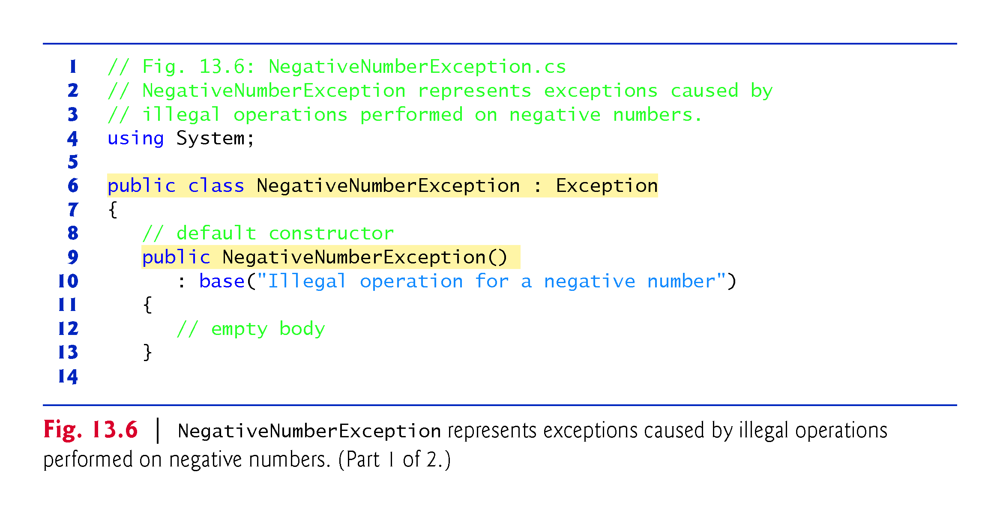 1 // Fig. 13.6: NegativeNumberException.cs
2 // NegativeNumberException represents exceptions caused by
3 // illegal operations performed on negative numbers.
4 using System;
5
6 public class NegativeNumberException : Exception
7 {
8 // default constructor
9 public NegativeNumberException()
10 : base("Illegal operation for a negative number")
11 {
12 // empty body
13 }
14
Fig. 13.6 | NegativeNumberException represents exceptions caused by illegal operations
performed on negative numbers. (Part 1 of 2.)